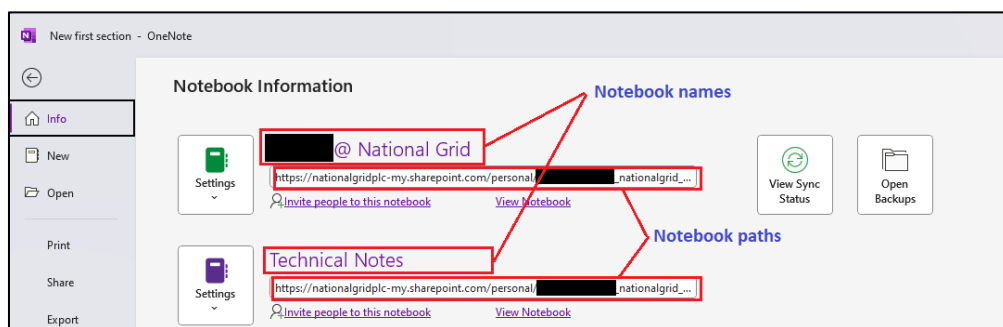 New first section - OneNote
Info
New
Open
Print
Share
Export
Notebook Information
Notebook names
Settings
@ National Grid
https://nationalgridplc-my.sharepoint.com/personal/ _nationalgrid_...
Invite people to this notebook View Notebook
View Sync Status
Open Backups
Notebook paths
Settings
Technical Notes
https://nationalgridplc-my.sharepoint.com/personal/ _nationalgrid_...
Invite people to this notebook View Notebook